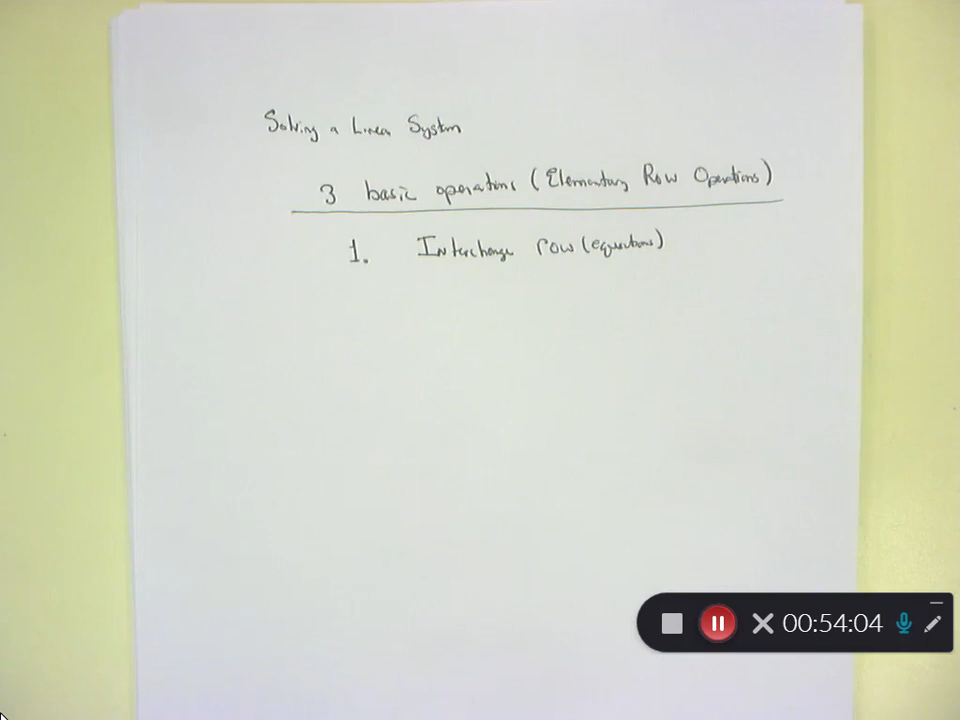 Solving a Linear System
3 basic operations (Elementary Row Operations)
1. Interchange row (equations)
00:54:04